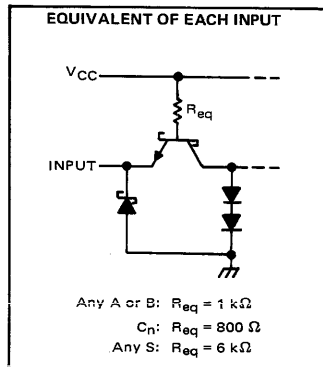 EQUIVALENT OF EACH INPUT
VCC
Req
INPUT
Any A or B: Req = 1 kΩ
Cn: Req = 800 Ω
Any S: Req = 6 kΩ